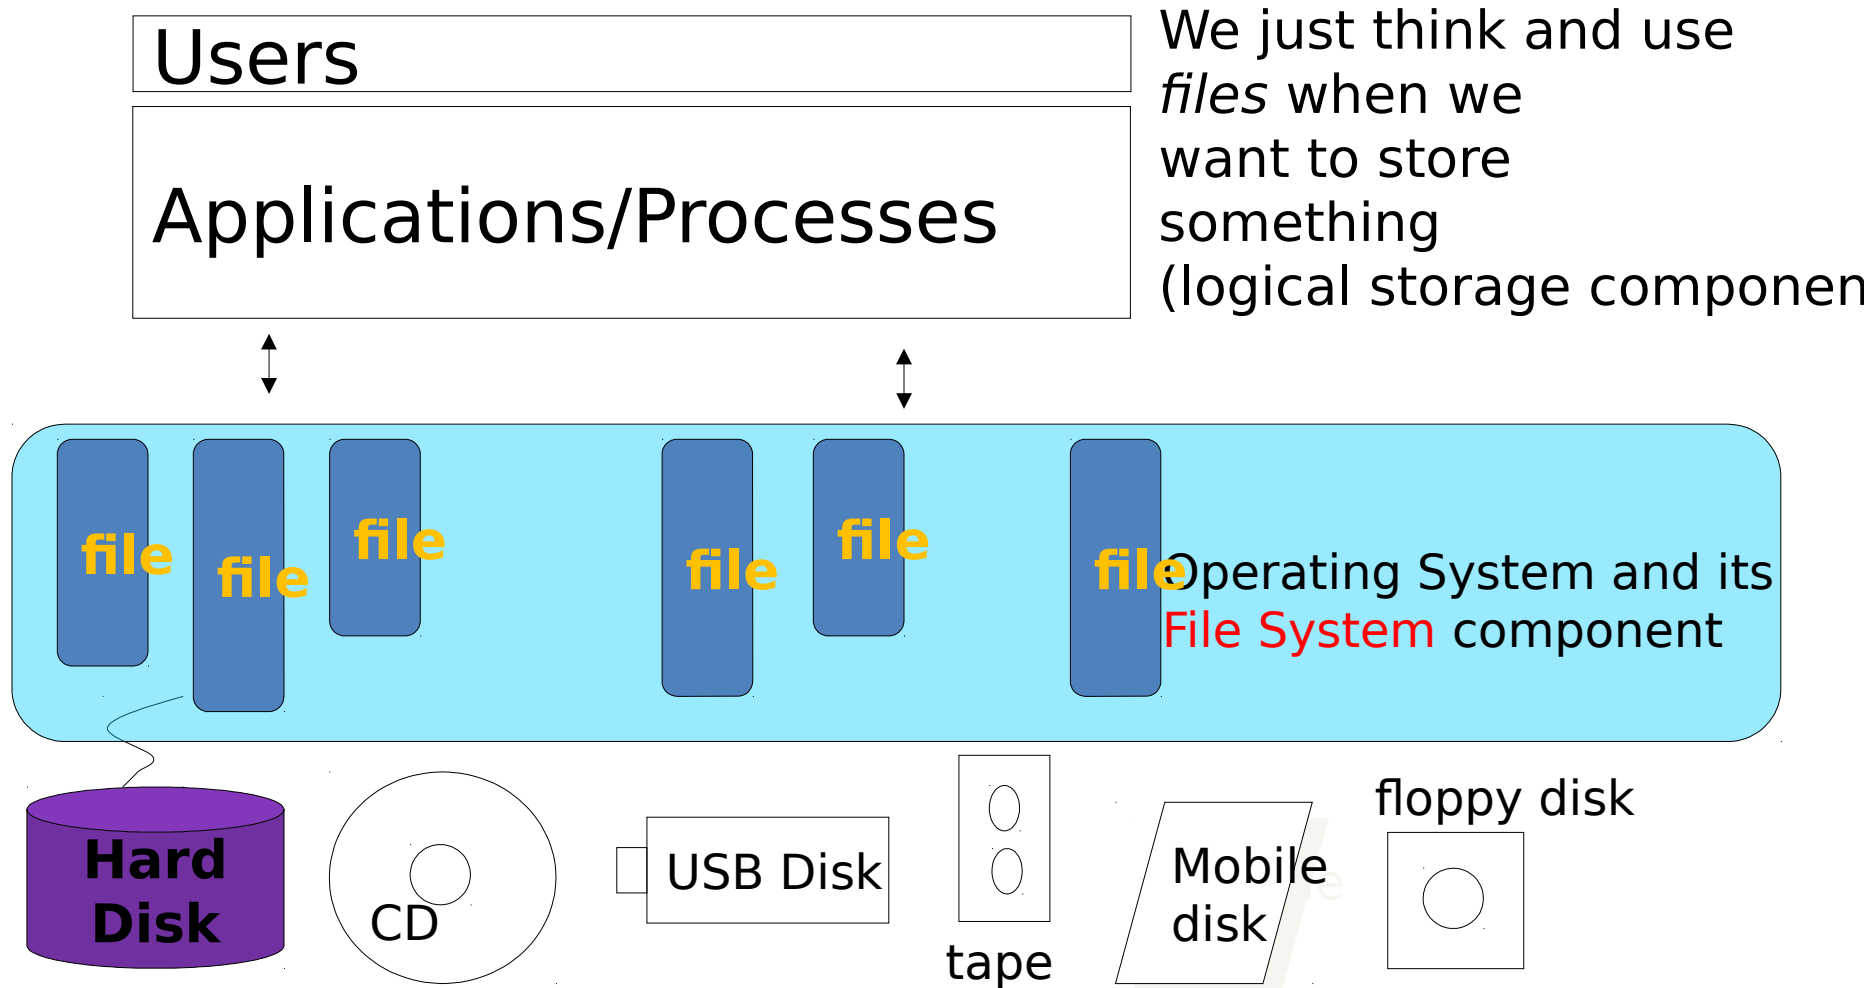 Users
We just think and use
files when we
want to store
something
(logical storage componen
Applications/Processes
file
file
file
file
file
file
Operating System and its
File System component
Hard
Disk
CD
USB Disk
tape
Mobile
disk
floppy disk